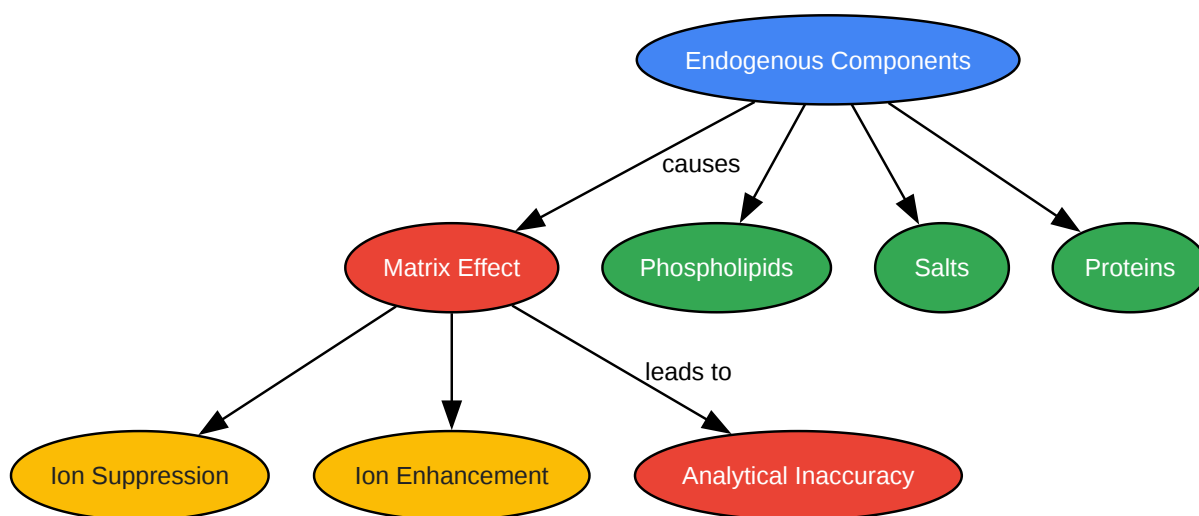 Endogenous Components
causes
Matrix Effect
Phospholipids
Salts
Proteins
leads to
Ion Suppression
Ion Enhancement
Analytical Inaccuracy